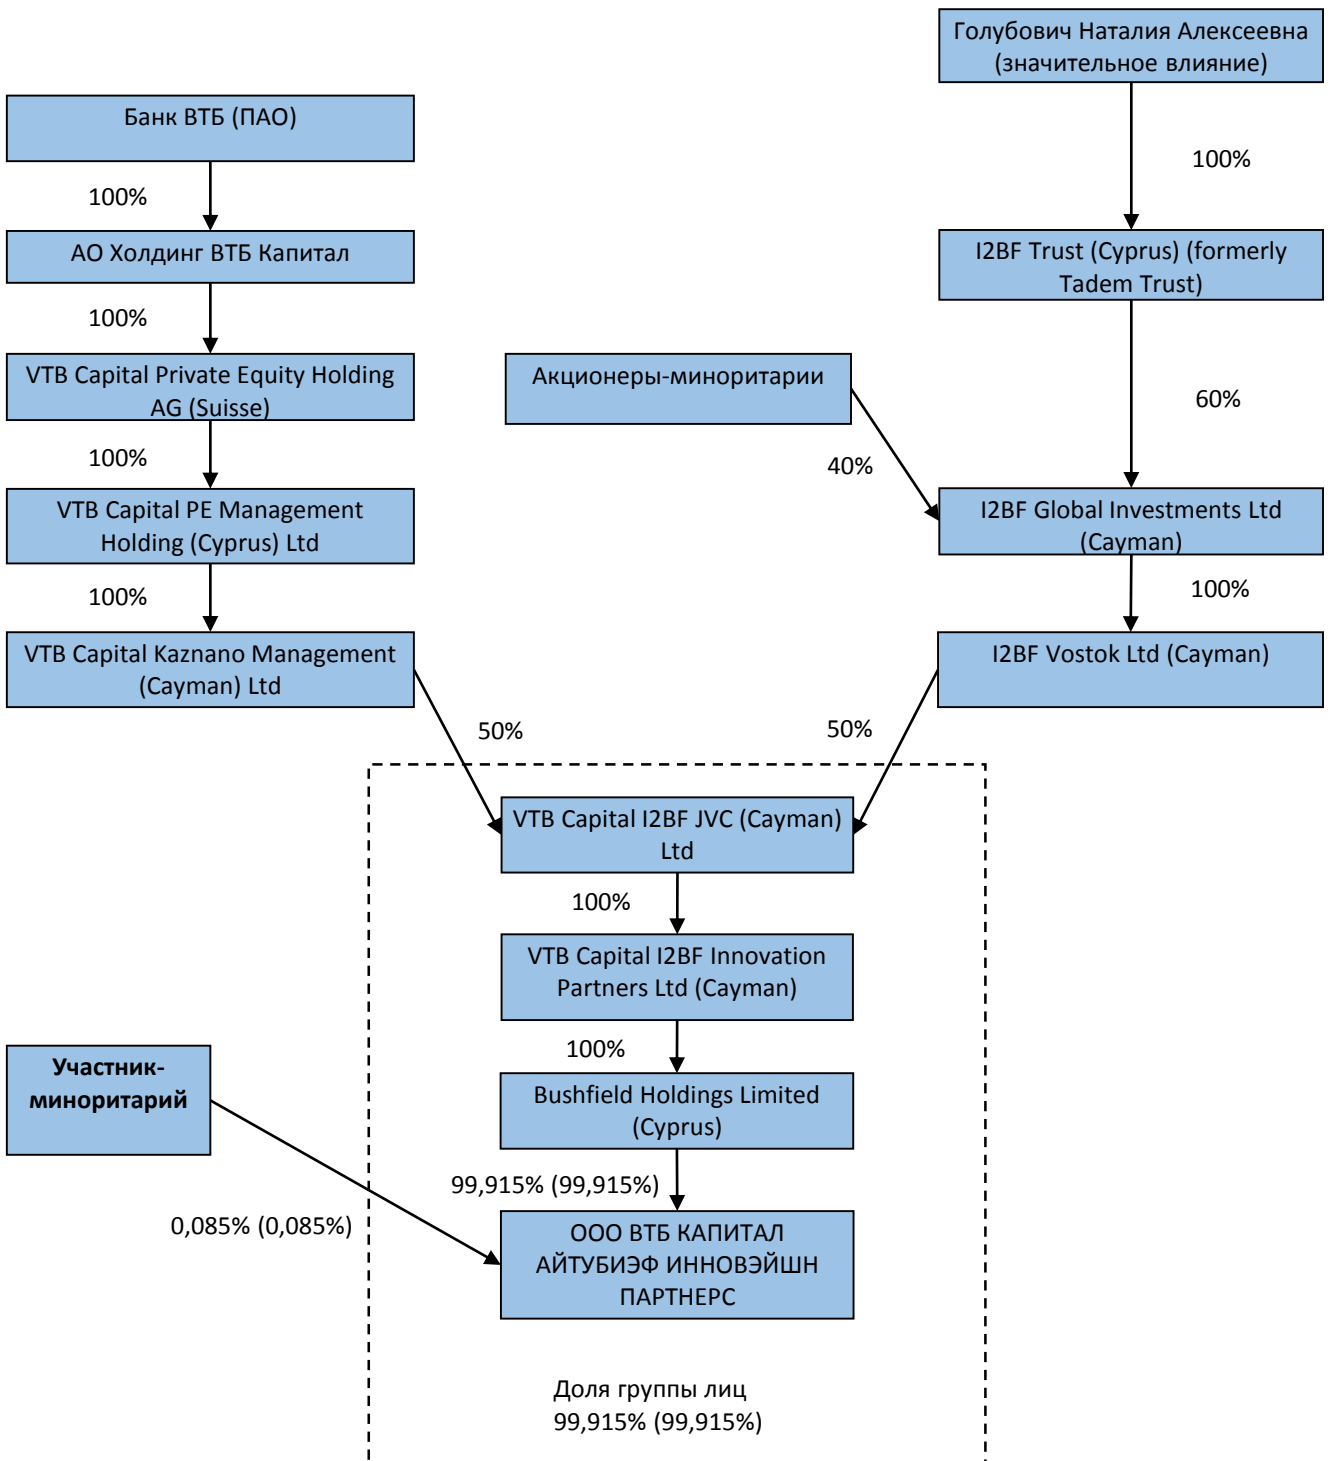 Голубович Наталия Алексеевна
(значительное влияние)
Банк ВТБ (ПАО)
100%
100%
АО Холдинг ВТБ Капитал
I2BF Trust (Cyprus) (formerly
Tadem Trust)
100%
VTB Capital Private Equity Holding
AG (Suisse)
Акционеры-миноритарии
60%
100%
40%
VTB Capital PE Management
Holding (Cyprus) Ltd
I2BF Global Investments Ltd
(Cayman)
100%
100%
VTB Capital Kaznano Management
(Cayman) Ltd
I2BF Vostok Ltd (Cayman)
50%
50%
VTB Capital I2BF JVC (Cayman)
Ltd
100%
VTB Capital I2BF Innovation
Partners Ltd (Cayman)
100%
Участник-
миноритарий
Bushfield Holdings Limited
(Cyprus)
99,915% (99,915%)
0,085% (0,085%)
ООО ВТБ КАПИТАЛ
АЙТУБИЭФ ИННОВЭЙШН
ПАРТНЕРС
Доля группы лиц
99,915% (99,915%)